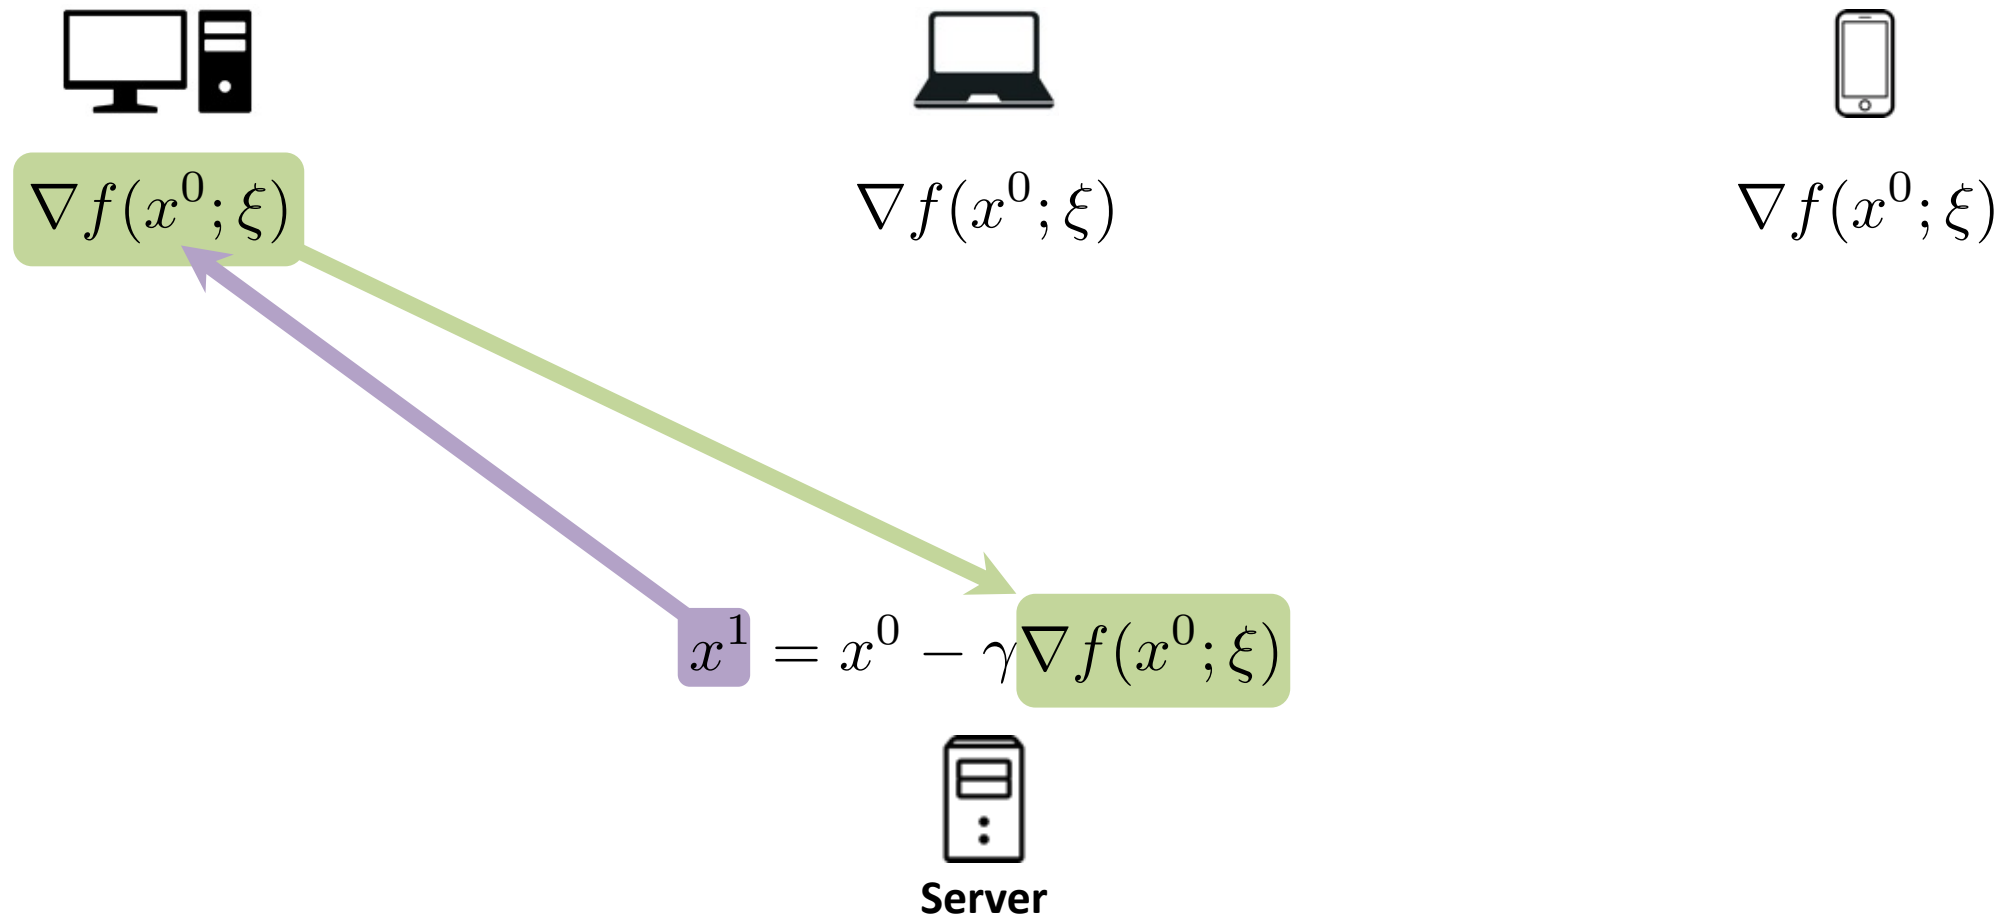 ∇f(x⁰; ξ) ∇f(x⁰; ξ) ∇f(x⁰; ξ)
x¹ = x⁰ − γ∇f(x⁰; ξ)
Server